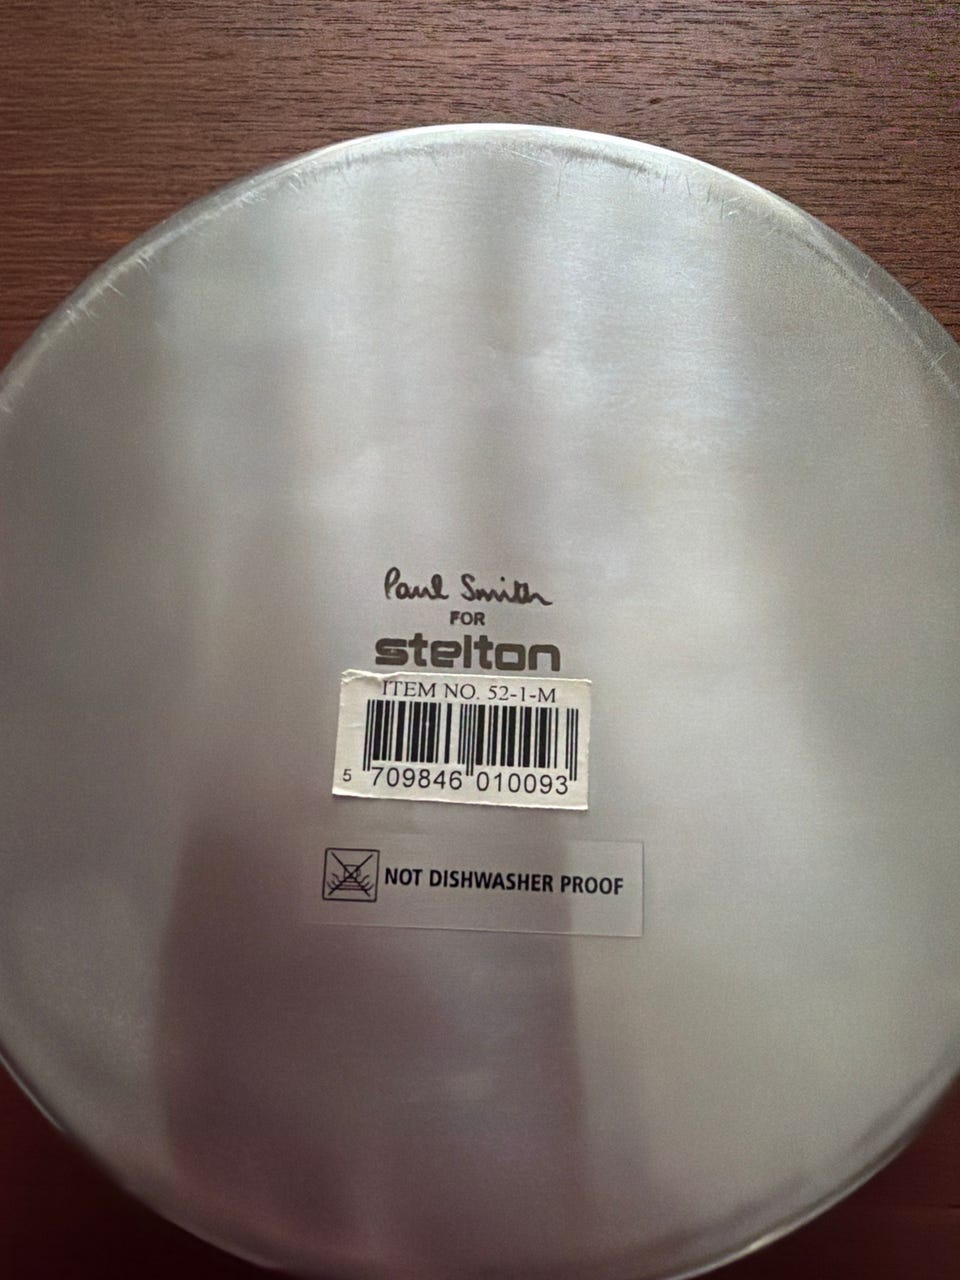 Paul Smith
FOR
stelton
ITEM NO. 52-1-M
5 709846 010093
NOT DISHWASHER PROOF